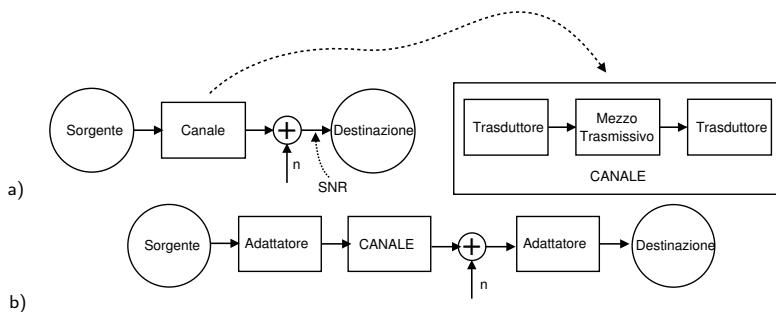 Sorgente
Canale
+
n
SNR
Destinazione
Trasduttore
Mezzo
Trasmissivo
Trasduttore
CANALE
a)
Sorgente
Adattatore
CANALE
+
n
Adattatore
Destinazione
b)